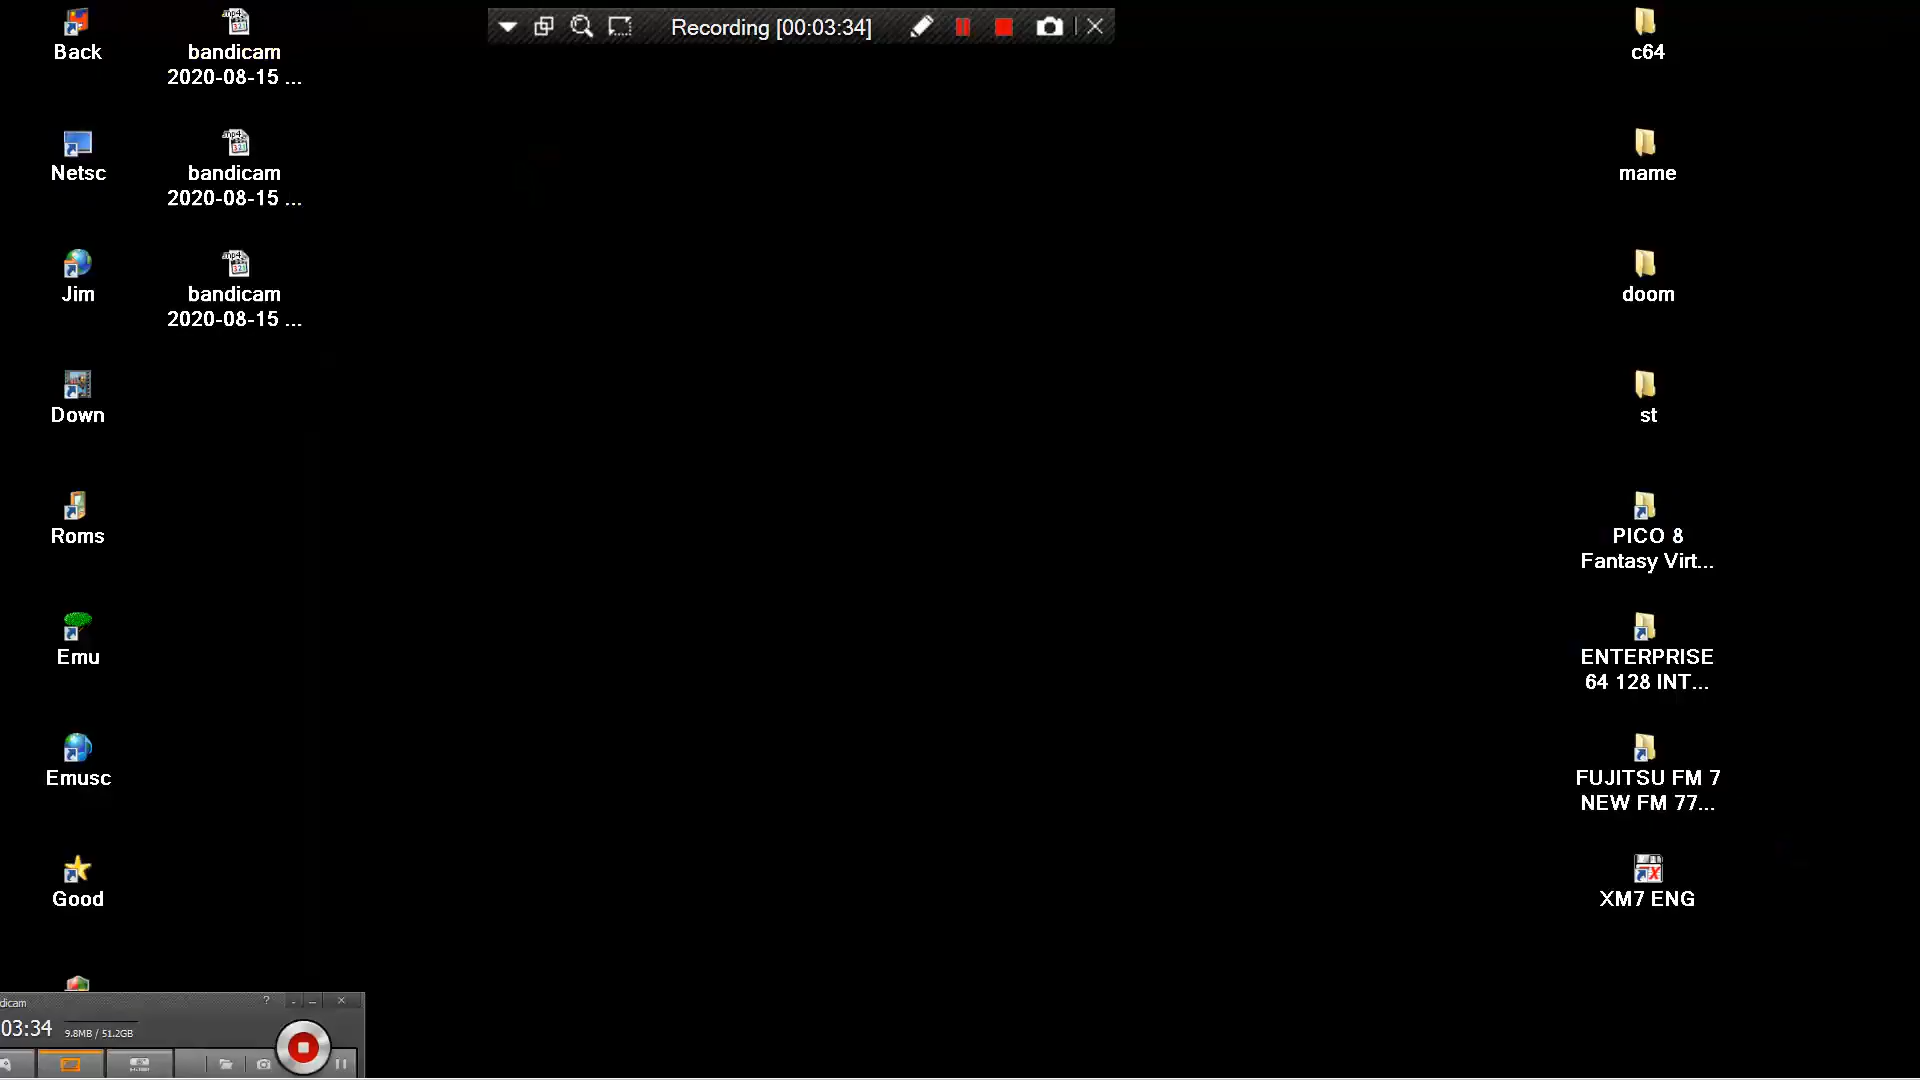 Recording [00:03:34]
Back
bandicam
2020-08-15 ...
c64
Netsc
bandicam
2020-08-15 ...
mame
Jim
bandicam
2020-08-15 ...
doom
Down
st
Roms
PICO 8
Fantasy Virt...
Emu
ENTERPRISE
64 128 INT...
Emusc
FUJITSU FM 7
NEW FM 77...
Good
XM7 ENG
dicam
03:34
9.8MB / 51.2GB